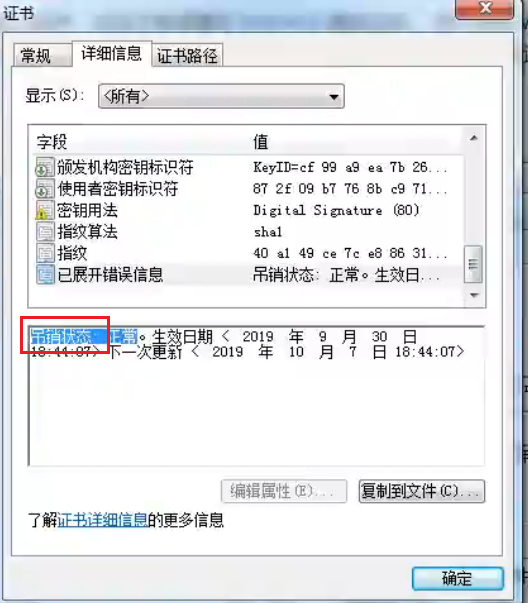 证书
常规
详细信息
证书路径
显示(S):
<所有>
字段 值
颁发机构密钥标识符 KeyID=cf 99 a9 ea 7b 26...
使用者密钥标识符 87 2f 09 b7 76 8b c9 71...
密钥用法 Digital Signature (80)
指纹算法 sha1
指纹 40 a1 49 ce 7c e8 86 31...
已展开错误信息 吊销状态: 正常。生效日...
吊销状态: 正常。生效日期 < 2019 年 9 月 30 日
18:44:07> 下一次更新 < 2019 年 10 月 7 日 18:44:07>
编辑属性(E)...
复制到文件(C)...
了解证书详细信息的更多信息
确定